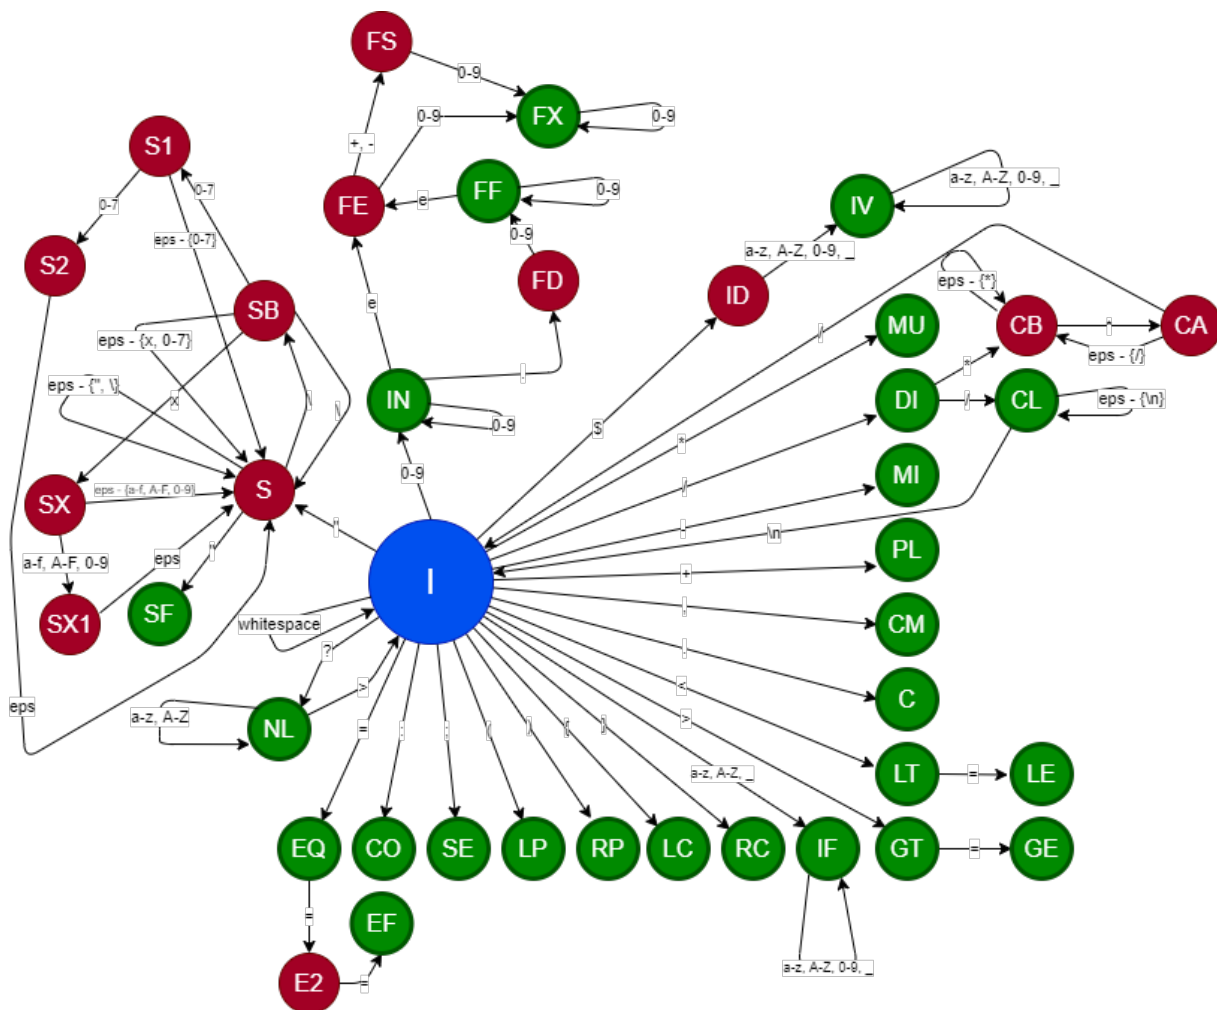 FS
0-9
FX
0-9
0-9
+, -
S1
0-7
0-7
eps - {0-7}
FE
e
FF
0-9
0-9
FD
IV
a-z, A-Z, 0-9, _
a-z, A-Z, 0-9, _
ID
S2
SB
eps - {x, 0-7}
eps - {", \}
x
\
\
e
.
IN
0-9
0-9
$
/
MU
*
eps - {*}
CB
*
CA
eps - {/}
DI
*
/
CL
eps - {\n}
/
MI
-
\n
SX
eps - {a-f, A-F, 0-9}
S
"
a-f, A-F, 0-9
eps
"
SX1
SF
I
PL
+
CM
,
C
.
whitespace
?
>
a-z, A-Z
NL
eps
=
:
;
(
)
{
}
a-z, A-Z, _
<
>
LT
=
LE
EQ
CO
SE
LP
RP
LC
RC
IF
GT
=
GE
=
EF
E2
=
a-z, A-Z, 0-9, _